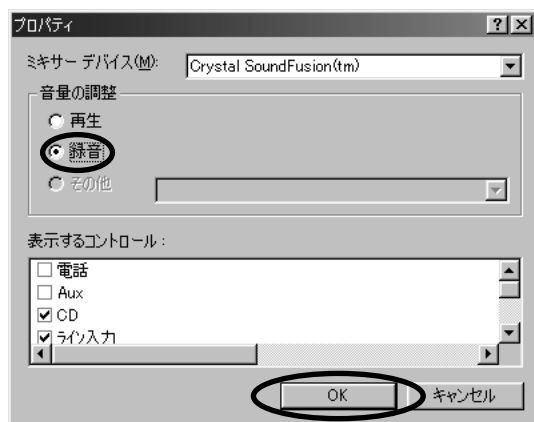 プロパティ
ミキサー デバイス(M): Crystal SoundFusion(tm)
音量の調整
再生
録音
その他
表示するコントロール :
電話
Aux
CD
ライン入力
OK キャンセル